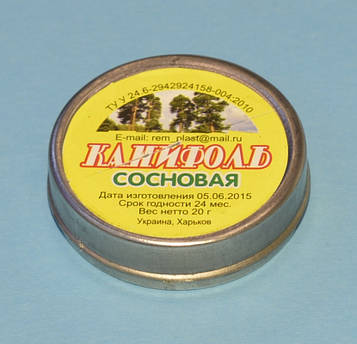 ТУ У 24.6-2942924158-004:2010
E-mail: rem_plast@mail.ru
КАНИФОЛЬ
СОСНОВАЯ
Дата изготовления 05.06.2015
Срок годности 24 мес.
Вес нетто 20 г
Украина, Харьков